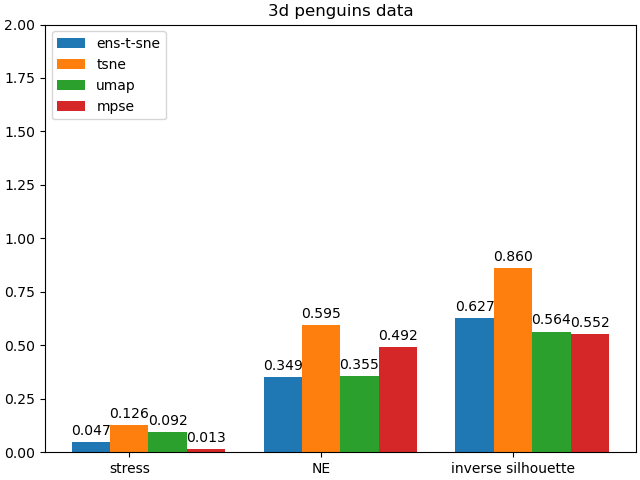 3d penguins data
2.00
1.75
1.50
1.25
1.00
0.75
0.50
0.25
0.00
ens-t-sne
tsne
umap
mpse
0.047
0.126
0.092
0.013
0.349
0.595
0.355
0.492
0.627
0.860
0.564
0.552
stress
NE
inverse silhouette